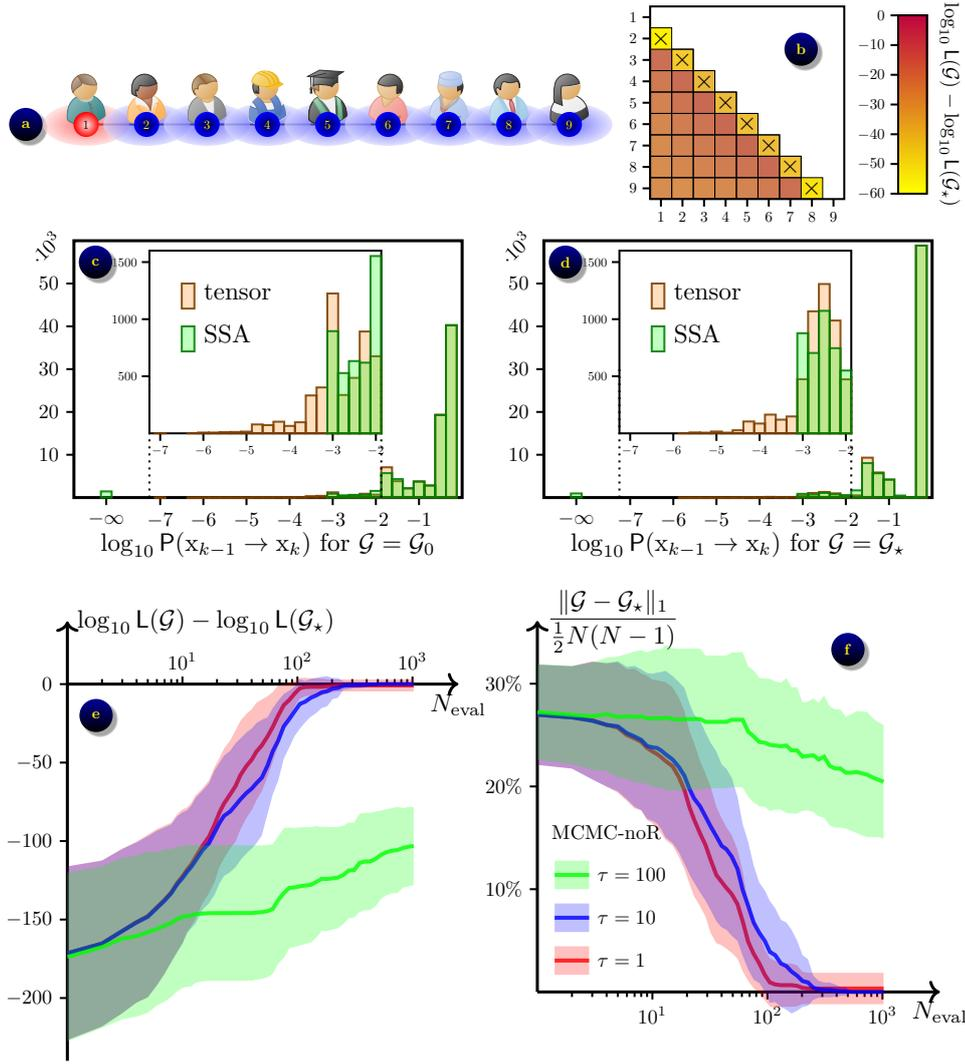 a
1 2 3 4 5 6 7 8 9
b
1
2
3
4
5
6
7
8
9
1 2 3 4 5 6 7 8 9
0
−10
−20
−30
−40
−50
−60
log₁₀ L(𝒢) − log₁₀ L(𝒢⋆)
c
·10³
50
40
30
20
10
1500
1000
500
tensor
SSA
−7 −6 −5 −4 −3 −2
−∞ −7 −6 −5 −4 −3 −2 −1
log₁₀ P(xₖ₋₁ → xₖ) for 𝒢 = 𝒢₀
d
·10³
50
40
30
20
10
1500
1000
500
tensor
SSA
−7 −6 −5 −4 −3 −2
−∞ −7 −6 −5 −4 −3 −2 −1
log₁₀ P(xₖ₋₁ → xₖ) for 𝒢 = 𝒢⋆
log₁₀ L(𝒢) − log₁₀ L(𝒢⋆)
10¹ 10² 10³
N_eval
e
0
−50
−100
−150
−200
‖𝒢 − 𝒢⋆‖₁
½N(N − 1)
f
30%
20%
10%
MCMC-noR
τ = 100
τ = 10
τ = 1
10¹ 10² 10³
N_eval